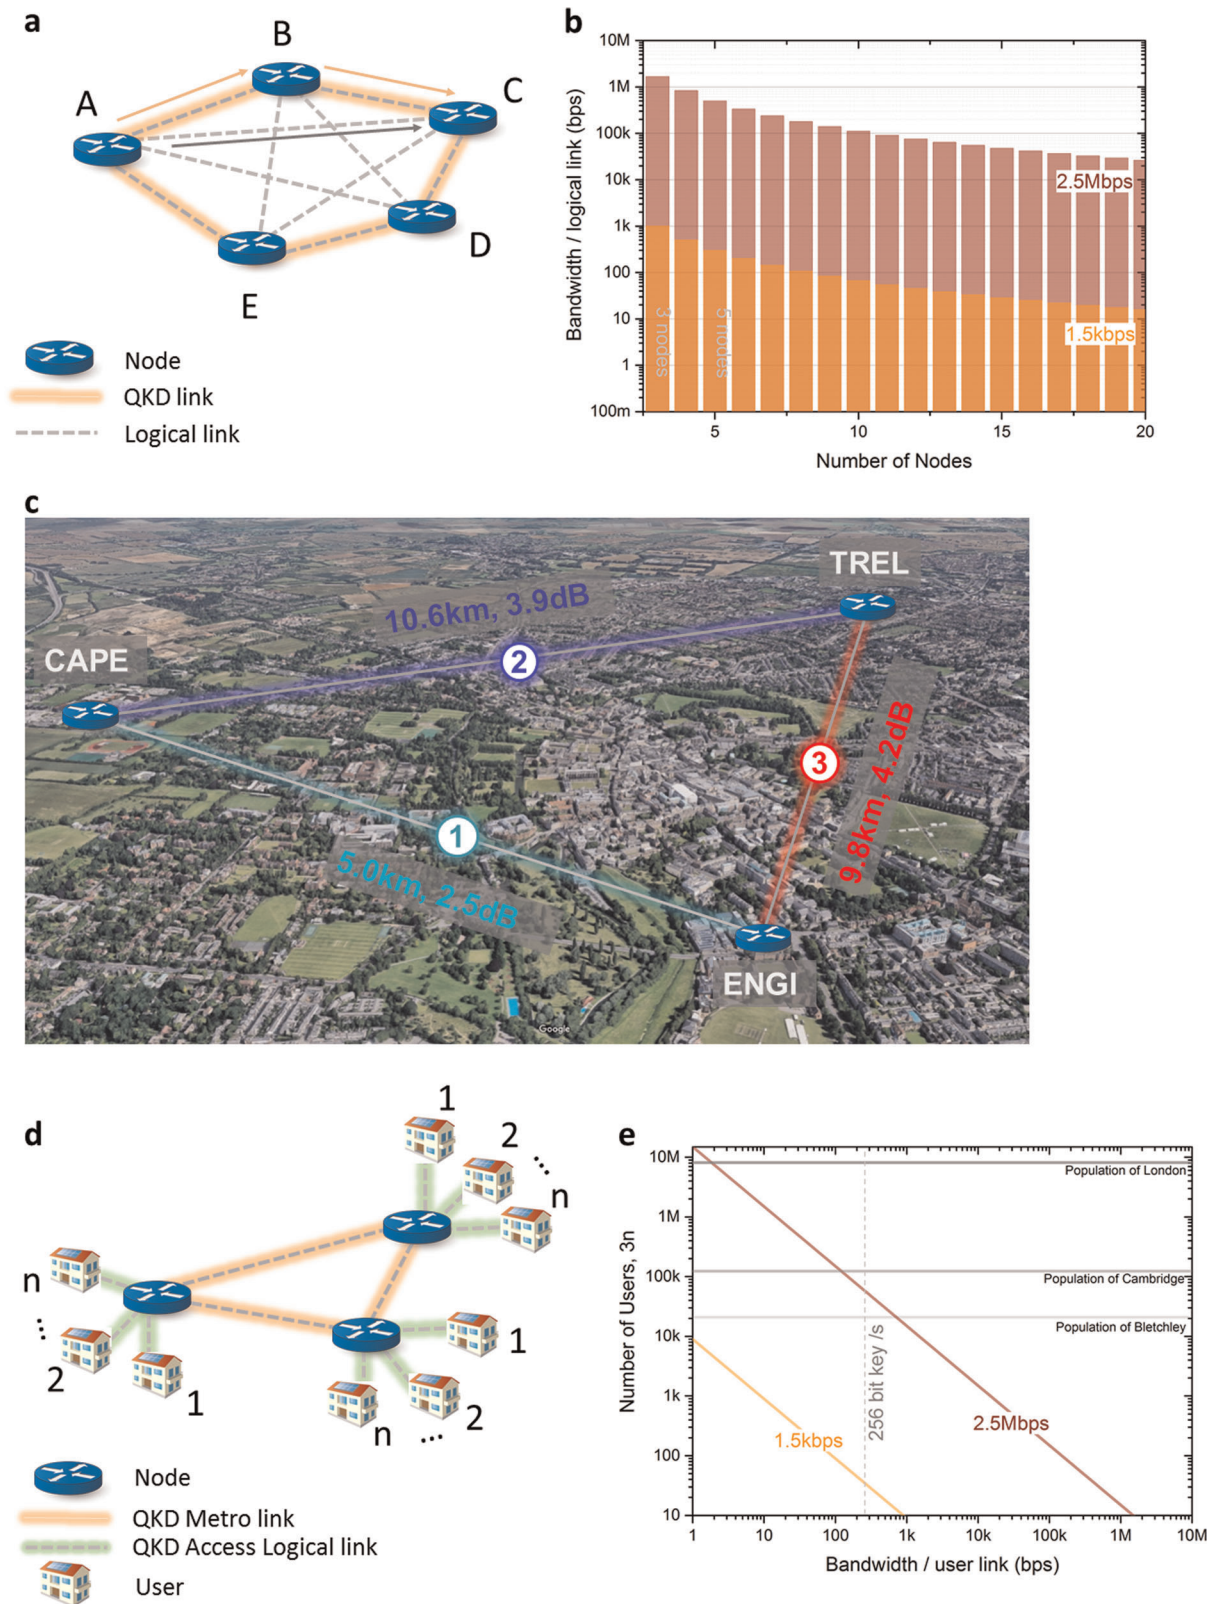 a
A
B
C
D
E
Node
QKD link
Logical link
b
Bandwidth / logical link (bps)
10M
1M
100k
10k
1k
100
10
1
100m
2.5Mbps
1.5kbps
3 nodes
5 nodes
5
10
15
20
Number of Nodes
c
TREL
10.6km, 3.9dB
CAPE
2
3
9.8km, 4.2dB
1
5.0km, 2.5dB
ENGI
Google
d
1
2
...
n
n
...
2
1
1
2
...
n
Node
QKD Metro link
QKD Access Logical link
User
e
Number of Users, 3n
10M
1M
100k
10k
1k
100
10
Population of London
Population of Cambridge
Population of Bletchley
256 bit key /s
1.5kbps
2.5Mbps
1
10
100
1k
10k
100k
1M
10M
Bandwidth / user link (bps)